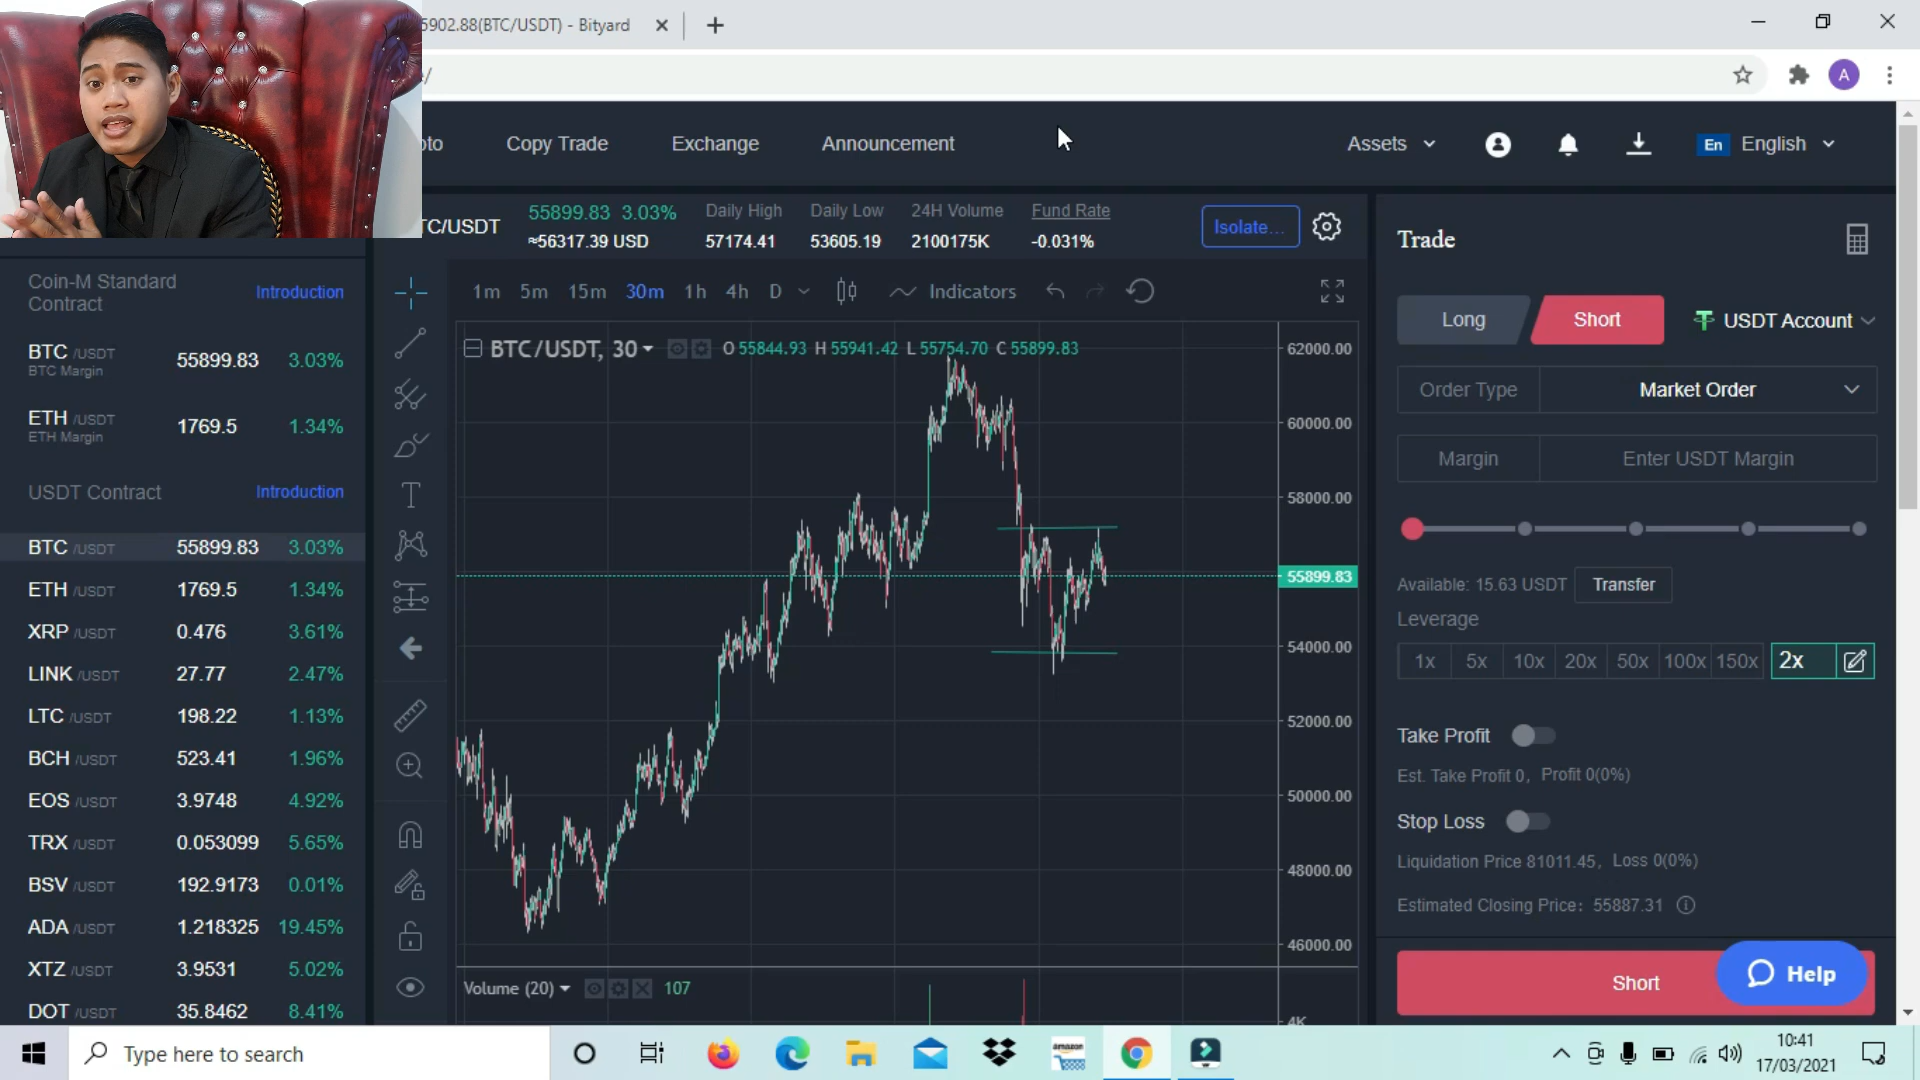 5902.88(BTC/USDT) - Bityard
/
A
pto
Copy Trade
Exchange
Announcement
Assets
En English
TC/USDT
55899.83 3.03%
≈56317.39 USD
Daily High
57174.41
Daily Low
53605.19
24H Volume
2100175K
Fund Rate
-0.031%
Isolate...
Coin-M Standard
Contract
Introduction
BTC /USDT 55899.83 3.03%
BTC Margin
ETH /USDT 1769.5 1.34%
ETH Margin
USDT Contract Introduction
BTC /USDT 55899.83 3.03%
ETH /USDT 1769.5 1.34%
XRP /USDT 0.476 3.61%
LINK /USDT 27.77 2.47%
LTC /USDT 198.22 1.13%
BCH /USDT 523.41 1.96%
EOS /USDT 3.9748 4.92%
TRX /USDT 0.053099 5.65%
BSV /USDT 192.9173 0.01%
ADA /USDT 1.218325 19.45%
XTZ /USDT 3.9531 5.02%
DOT /USDT 35.8462 8.41%
1m 5m 15m 30m 1h 4h D Indicators
BTC/USDT, 30 O 55844.93 H 55941.42 L 55754.70 C 55899.83
62000.00
60000.00
58000.00
55899.83
54000.00
52000.00
50000.00
48000.00
46000.00
Volume (20) 107
4K
Trade
Long Short USDT Account
Order Type Market Order
Margin Enter USDT Margin
Available: 15.63 USDT Transfer
Leverage
1x 5x 10x 20x 50x 100x 150x 2x
Take Profit
Est. Take Profit 0, Profit 0(0%)
Stop Loss
Liquidation Price 81011.45, Loss 0(0%)
Estimated Closing Price: 55887.31
Short
Help
Type here to search
amazon
10:41
17/03/2021